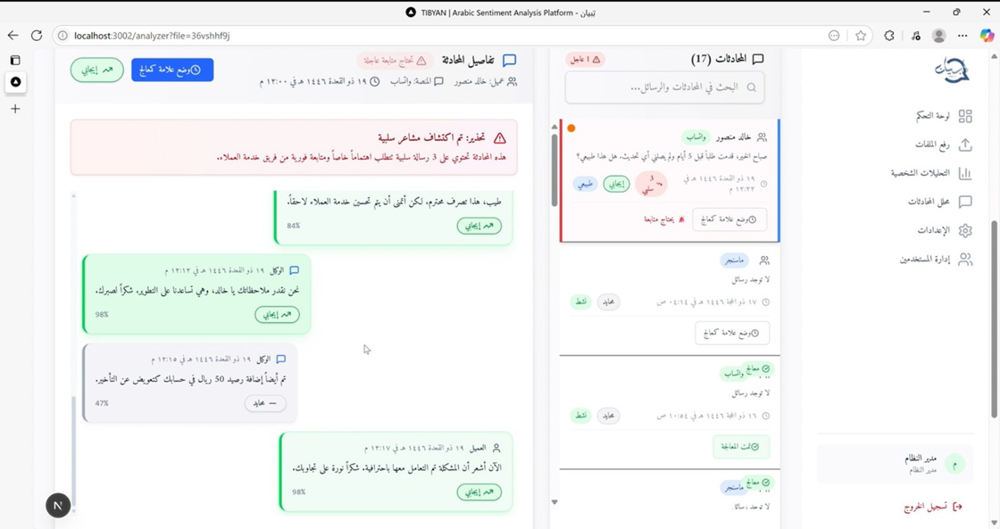 TIBYAN | Arabic Sentiment Analysis Platform - تِبيان
localhost:3002/analyzer?file=36vshhf9j
تبيان
لوحة التحكم
رفع الملفات
التحليلات الشخصية
محلل المحادثات
الإعدادات
إدارة المستخدمين
م
مدير النظام
مدير النظام
تسجيل الخروج
المحادثات (17)
1 عاجل
البحث في المحادثات والرسائل...
خالد منصور
واتساب
صباح الخير، قدمت طلباً قبل 5 أيام ولم يصلني أي تحديث. هل هذا طبيعي؟
١٩ ذو القعدة ١٤٤٦ هـ في
١٢:٢٣ م
3
سلبي
إيجابي
طبيعي
وضع علامة كمعالج
يحتاج متابعة
ماسنجر
لا توجد رسائل
١٧ ذو الحجة ١٤٤٦ هـ في ٠٤:١٤ ص
محايد
نشط
وضع علامة كمعالج
معالج
واتساب
لا توجد رسائل
١٦ ذو الحجة ١٤٤٦ هـ في ١٠:٥٤ ص
محايد
نشط
تمت المعالجة
معالج
ماسنجر
لا توجد رسائل
تفاصيل المحادثة
تحتاج متابعة عاجلة
وضع علامة كمعالج
إيجابي
عميل: خالد منصور
المنصة: واتساب
١٩ ذو القعدة ١٤٤٦ هـ في ١٢:٠٠ م
تحذير: تم اكتشاف مشاعر سلبية
هذه المحادثة تحتوي على 3 رسالة سلبية تتطلب اهتماماً خاصاً ومتابعة فورية من فريق خدمة العملاء.
طيب، هذا تصرف محترم. لكن أتمنى أن يتم تحسين خدمة العملاء لاحقاً.
إيجابي
84%
الوكيل ١٩ ذو القعدة ١٤٤٦ هـ في ١٢:١٣ م
نحن نقدر ملاحظاتك يا خالد، وهي تساعدنا على التطوير. شكراً لصبرك.
إيجابي
98%
الوكيل ١٩ ذو القعدة ١٤٤٦ هـ في ١٢:١٥ م
تم أيضاً إضافة رصيد 50 ريال في حسابك كتعويض عن التأخير.
محايد
47%
العميل ١٩ ذو القعدة ١٤٤٦ هـ في ١٢:١٧ م
الآن أشعر أن المشكلة تم التعامل معها باحترافية. شكراً نورة على تجاوبك.
إيجابي
98%
N